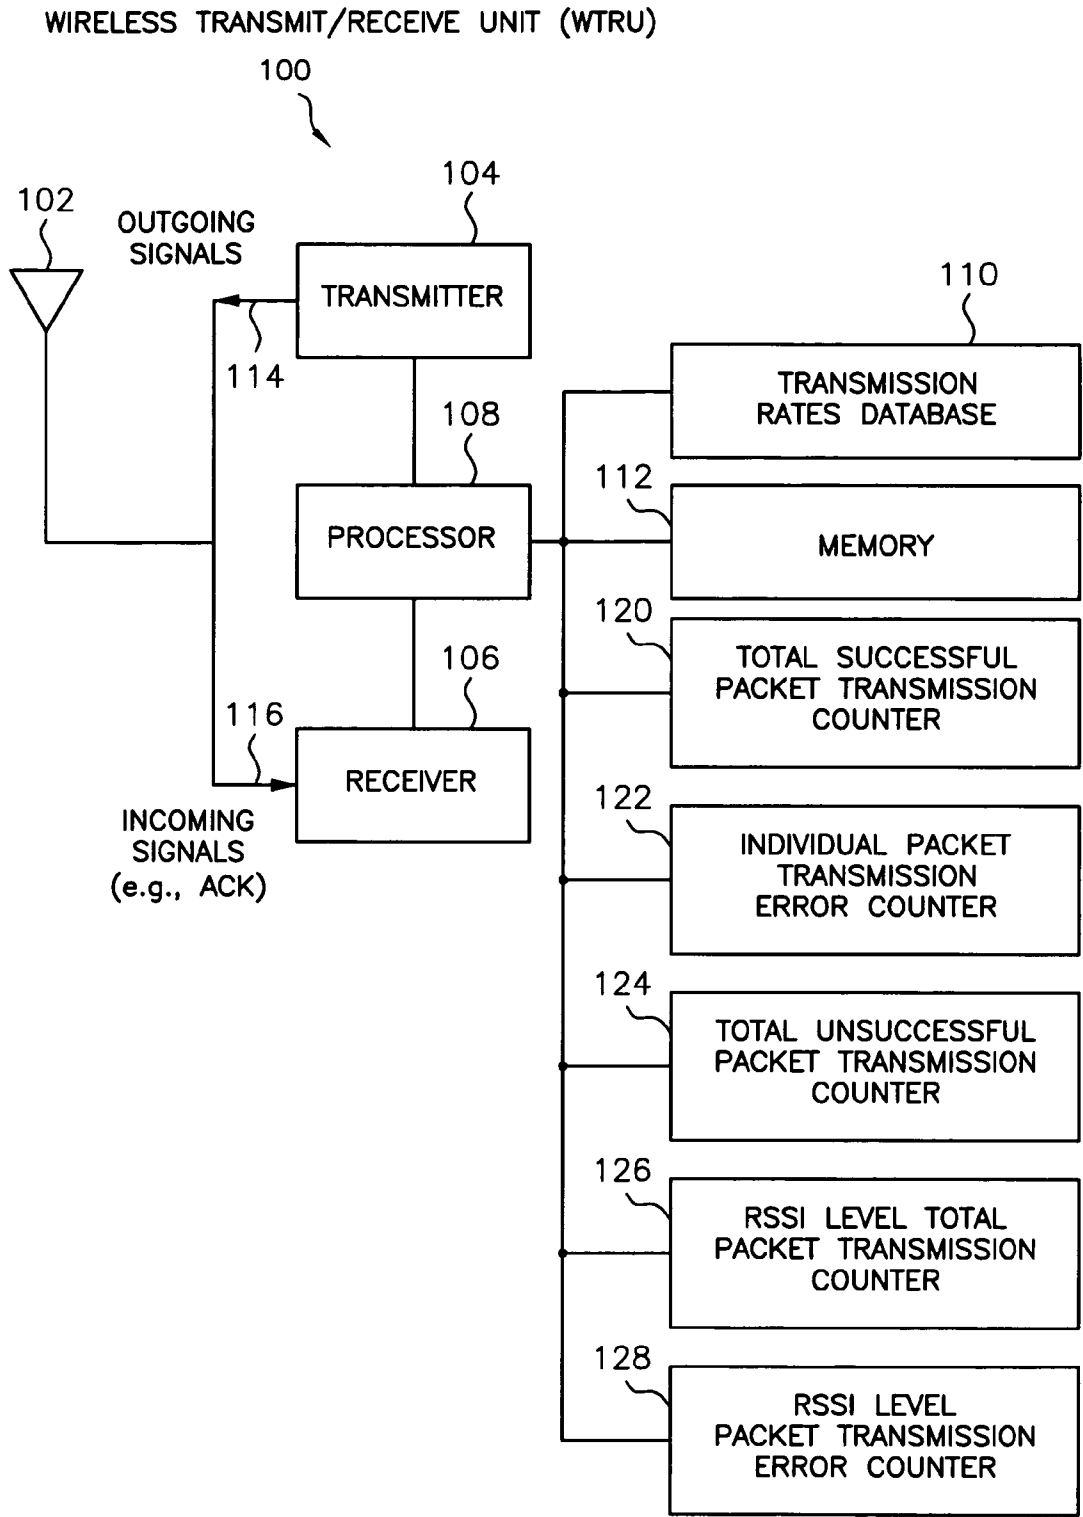 WIRELESS TRANSMIT/RECEIVE UNIT (WTRU)
100
102
OUTGOING
SIGNALS
104
TRANSMITTER
114
110
TRANSMISSION
RATES DATABASE
108
PROCESSOR
112
MEMORY
120
TOTAL SUCCESSFUL
PACKET TRANSMISSION
COUNTER
106
RECEIVER
116
INCOMING
SIGNALS
(e.g., ACK)
122
INDIVIDUAL PACKET
TRANSMISSION
ERROR COUNTER
124
TOTAL UNSUCCESSFUL
PACKET TRANSMISSION
COUNTER
126
RSSI LEVEL TOTAL
PACKET TRANSMISSION
COUNTER
128
RSSI LEVEL
PACKET TRANSMISSION
ERROR COUNTER